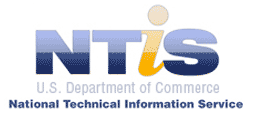 NTiS
U.S. Department of Commerce
National Technical Information Service